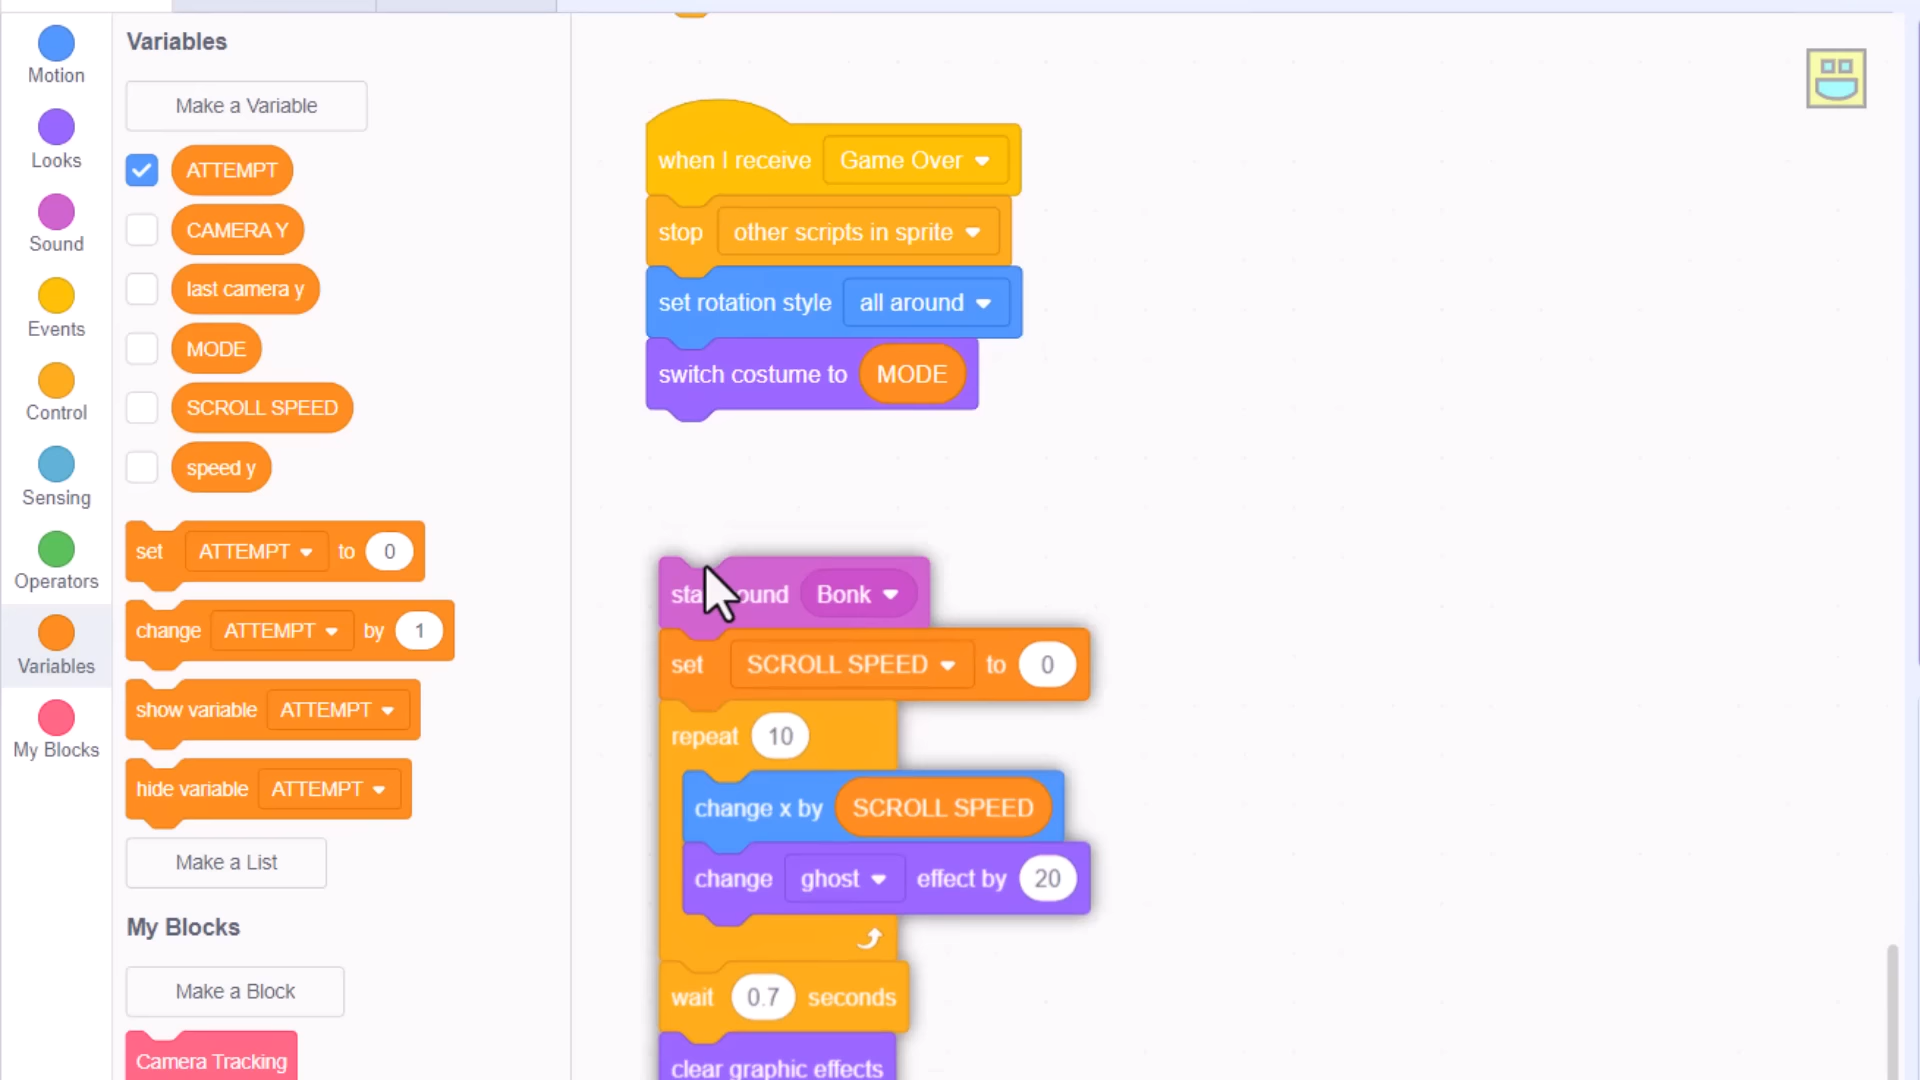 Motion
Looks
Sound
Events
Control
Sensing
Operators
Variables
My Blocks
Variables
Make a Variable
ATTEMPT
CAMERA Y
last camera y
MODE
SCROLL SPEED
speed y
set ATTEMPT to 0
change ATTEMPT by 1
show variable ATTEMPT
hide variable ATTEMPT
Make a List
My Blocks
Make a Block
Camera Tracking
when I receive Game Over
stop other scripts in sprite
set rotation style all around
switch costume to MODE
Bonk
set SCROLL SPEED to 0
repeat 10
change x by SCROLL SPEED
change ghost effect by 20
wait 0.7 seconds
clear graphic effects